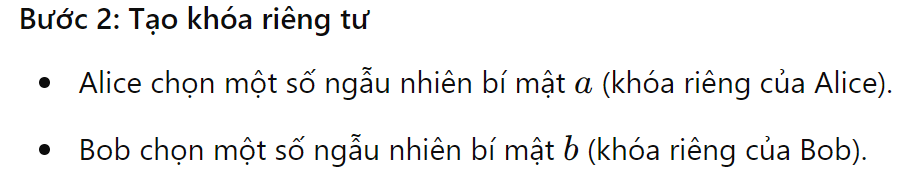 Bước 2: Tạo khóa riêng tư
• Alice chọn một số ngẫu nhiên bí mật a (khóa riêng của Alice).
• Bob chọn một số ngẫu nhiên bí mật b (khóa riêng của Bob).